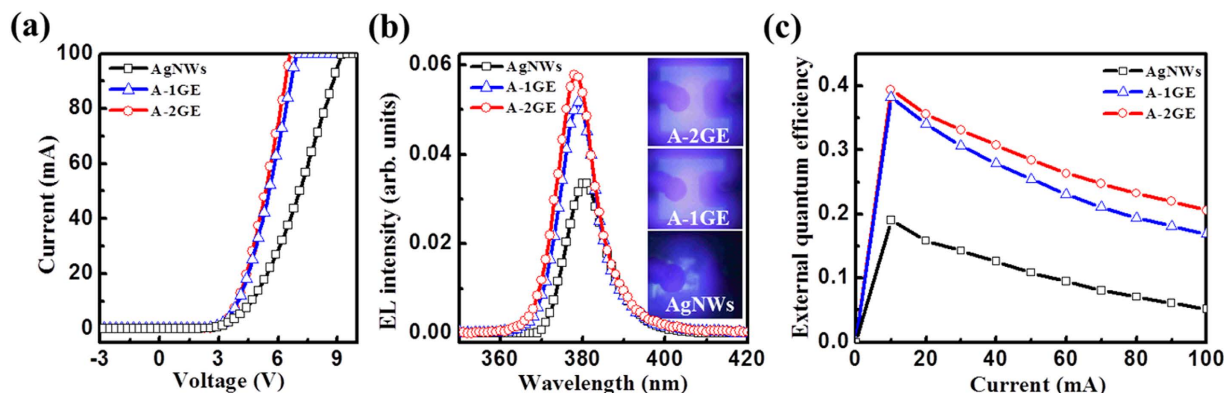 (a)
100
80
60
40
20
0
Current (mA)
AgNWs
A-1GE
A-2GE
-3
0
3
6
9
Voltage (V)
(b)
0.06
0.04
0.02
0.00
EL intensity (arb. units)
A-2GE
A-1GE
AgNWs
360
380
400
420
Wavelength (nm)
(c)
0.4
0.3
0.2
0.1
0.0
External quantum efficiency
AgNWs
A-1GE
A-2GE
0
20
40
60
80
100
Current (mA)